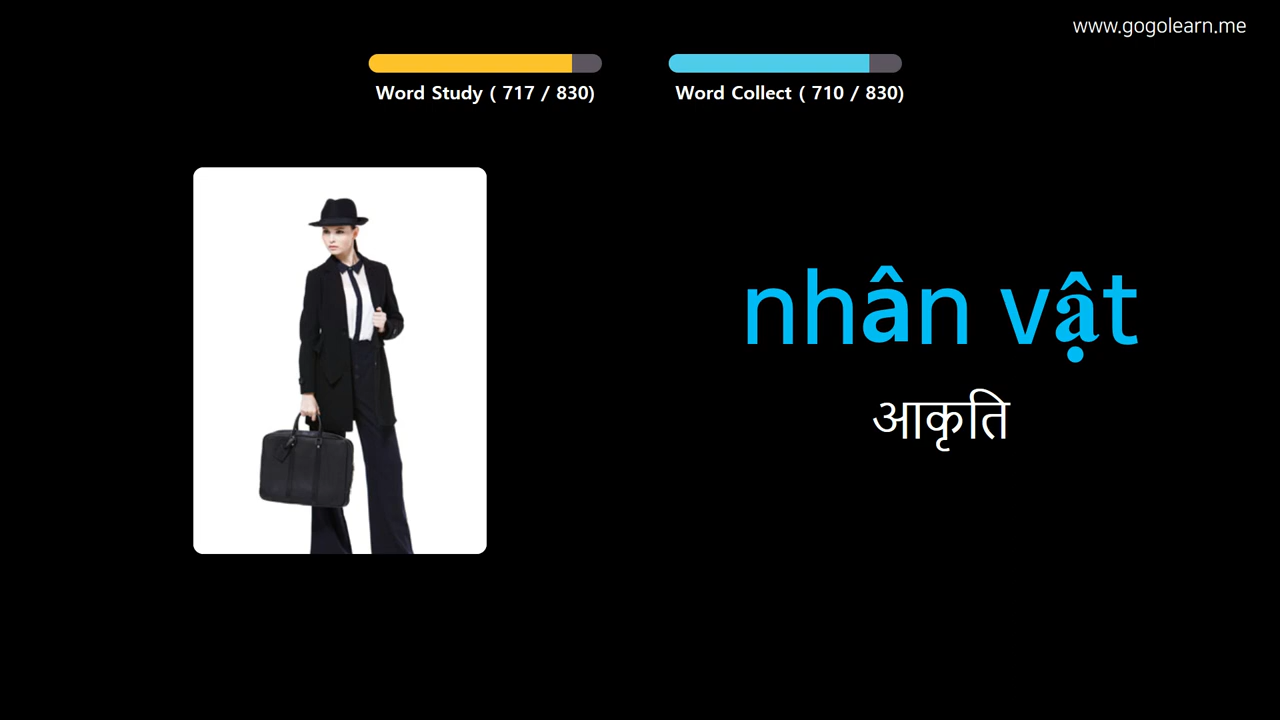 www.gogolearn.me
Word Study ( 717 / 830)
Word Collect ( 710 / 830)
nhân vật
आकृति